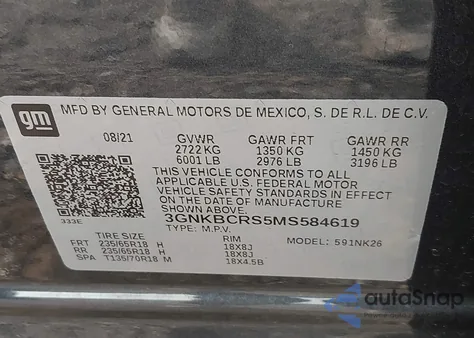 gm
MFD BY GENERAL MOTORS DE MEXICO, S. DE R.L. DE C.V.
08/21 GVWR GAWR FRT GAWR RR
2722 KG 1350 KG 1450 KG
6001 LB 2976 LB 3196 LB
THIS VEHICLE CONFORMS TO ALL
APPLICABLE U.S. FEDERAL MOTOR
VEHICLE SAFETY STANDARDS IN EFFECT
ON THE DATE OF MANUFACTURE SHOWN ABOVE.
3GNKBCRS5MS584619
333E TYPE: M.P.V.
TIRE SIZE RIM MODEL: 591NK26
FRT 235/65R18 H 18X8J
RR 235/65R18 H 18X8J
SPA T135/70R18 M 18X4.5B
autoSnap